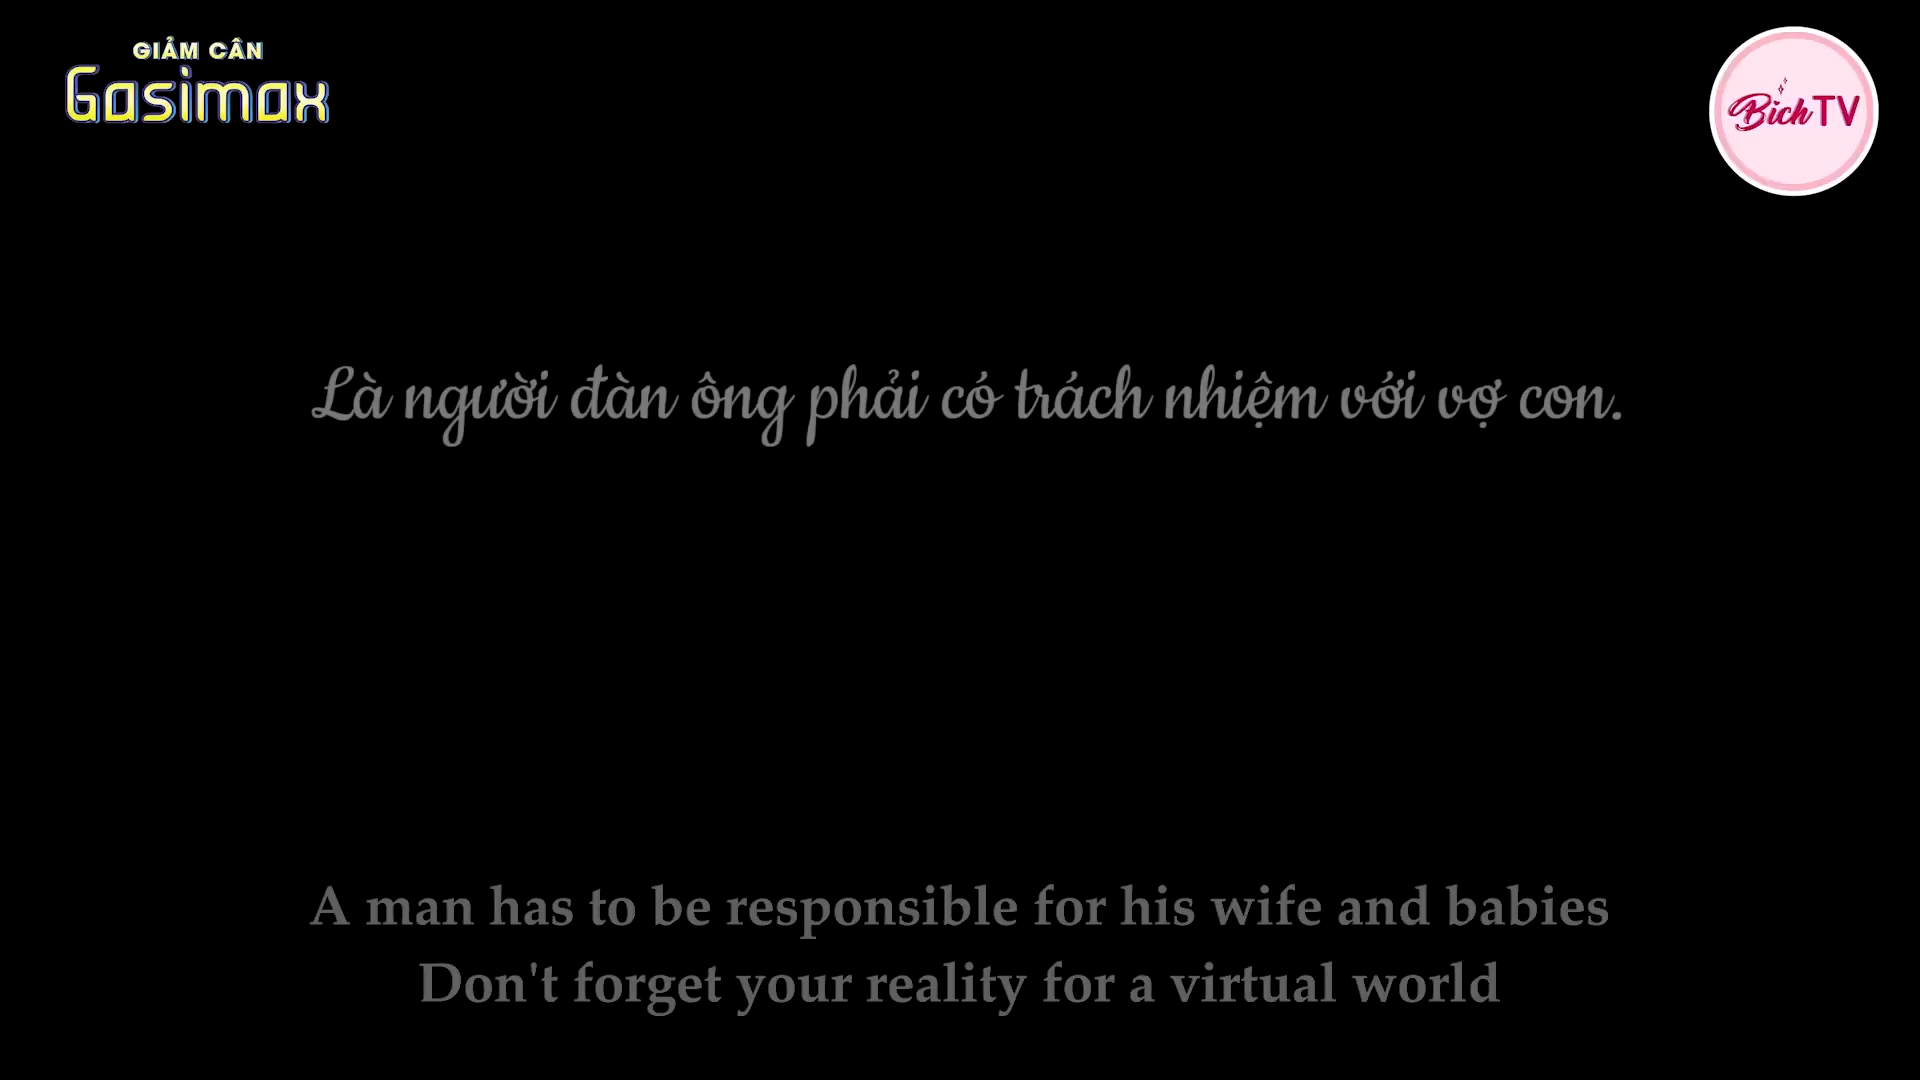 GIẢM CÂN
Gasimax
BichTV
Là người đàn ông phải có trách nhiệm với vợ con.
A man has to be responsible for his wife and babies
Don't forget your reality for a virtual world